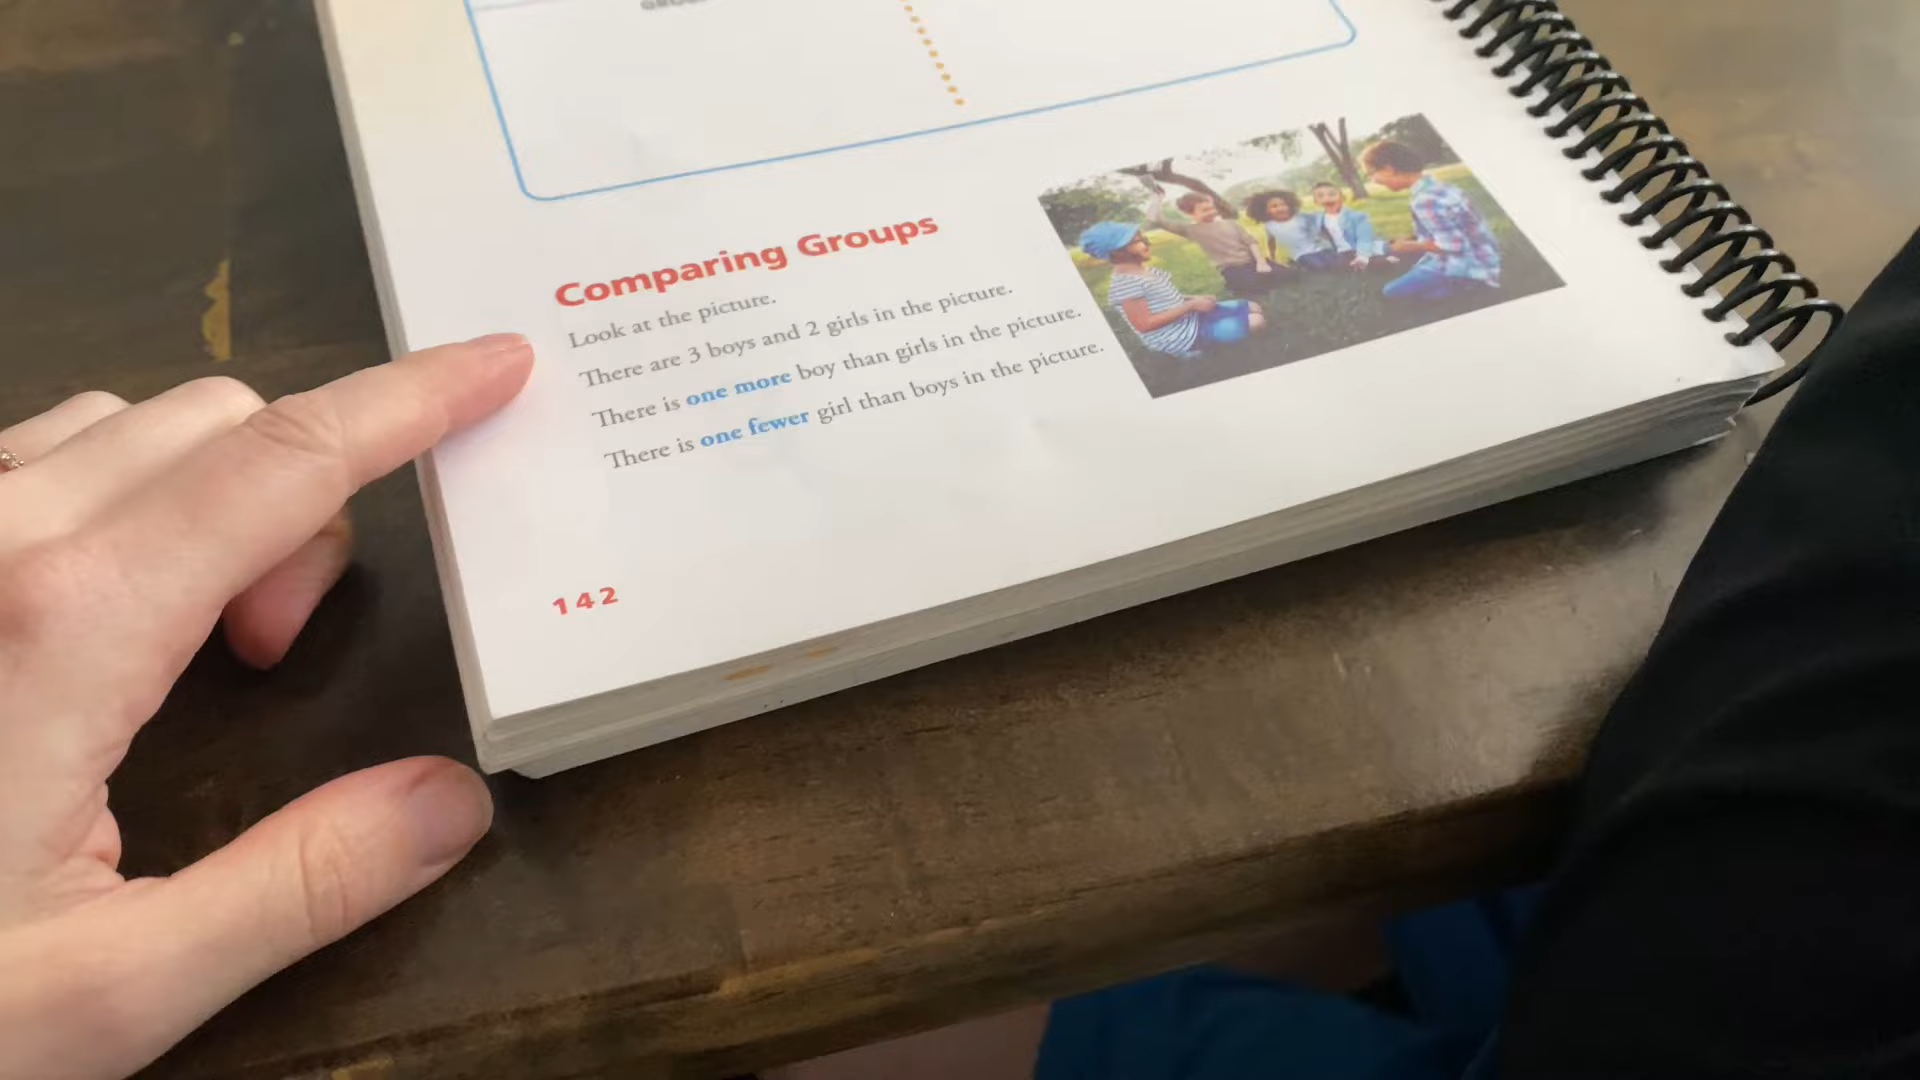 Comparing Groups
Look at the picture.
There are 3 boys and 2 girls in the picture.
There is one more boy than girls in the picture.
There is one fewer girl than boys in the picture.
142